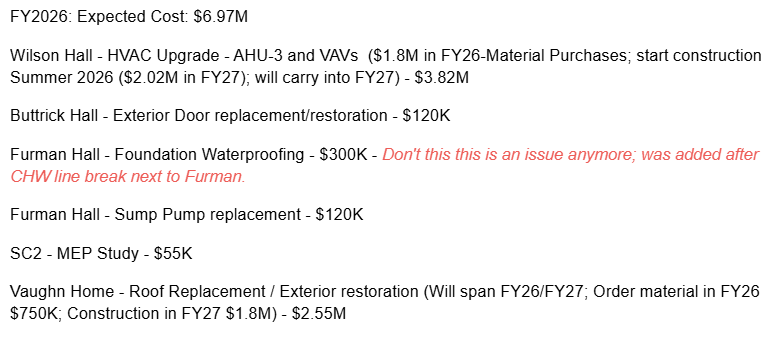 FY2026: Expected Cost: $6.97M
Wilson Hall - HVAC Upgrade - AHU-3 and VAVs  ($1.8M in FY26-Material Purchases; start construction
Summer 2026 ($2.02M in FY27); will carry into FY27) - $3.82M
Buttrick Hall - Exterior Door replacement/restoration - $120K
Furman Hall - Foundation Waterproofing - $300K - Don't this this is an issue anymore; was added after
CHW line break next to Furman.
Furman Hall - Sump Pump replacement - $120K
SC2 - MEP Study - $55K
Vaughn Home - Roof Replacement / Exterior restoration (Will span FY26/FY27; Order material in FY26
$750K; Construction in FY27 $1.8M) - $2.55M